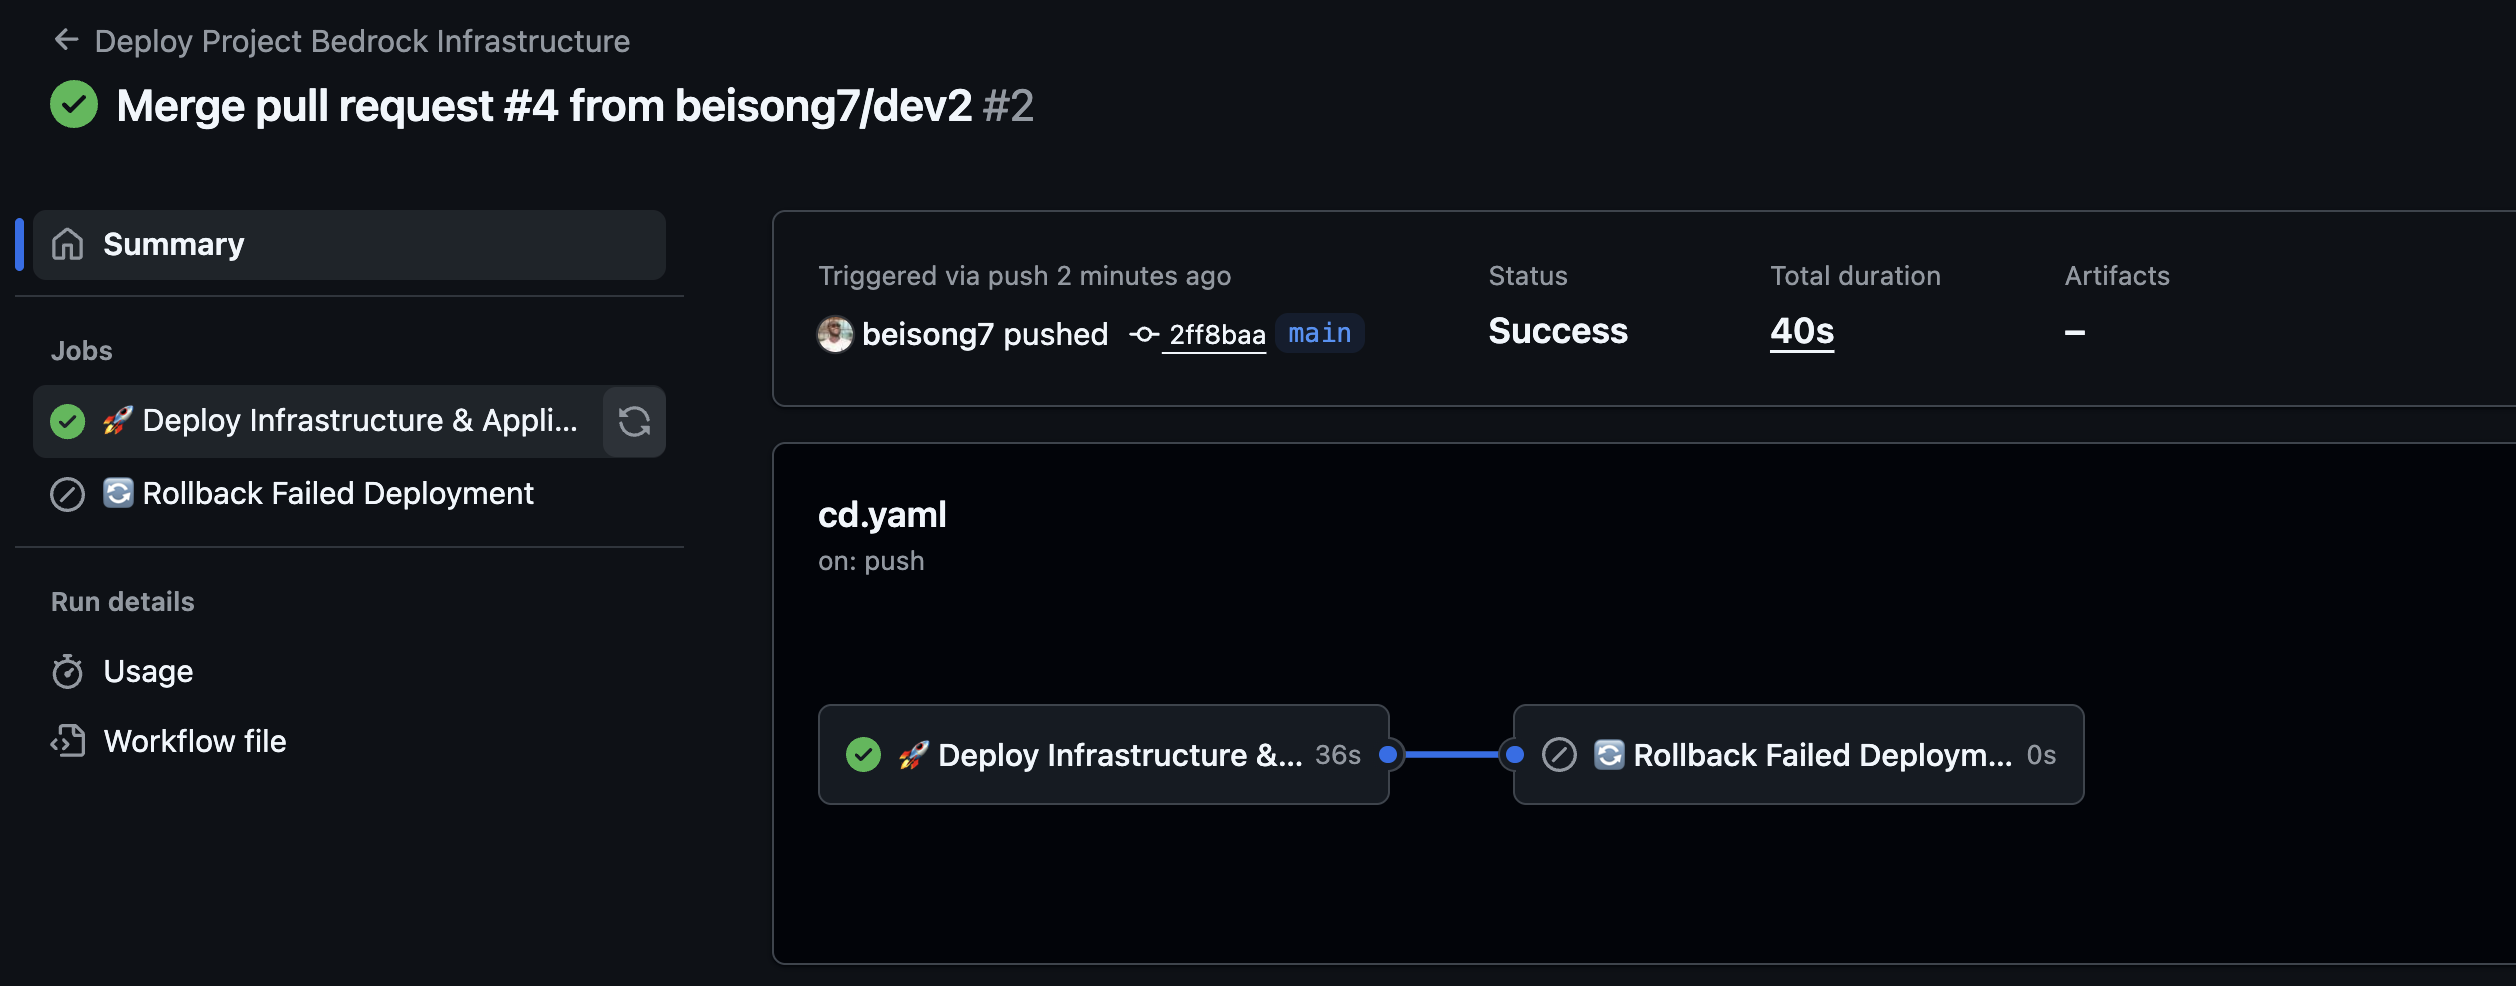 Deploy Project Bedrock Infrastructure
Merge pull request #4 from beisong7/dev2 #2
Summary
Jobs
🚀 Deploy Infrastructure & Appli...
🔄 Rollback Failed Deployment
Run details
Usage
Workflow file
Triggered via push 2 minutes ago
beisong7 pushed 2ff8baa main
Status
Success
Total duration
40s
Artifacts
–
cd.yaml
on: push
🚀 Deploy Infrastructure &... 36s
🔄 Rollback Failed Deploym... 0s